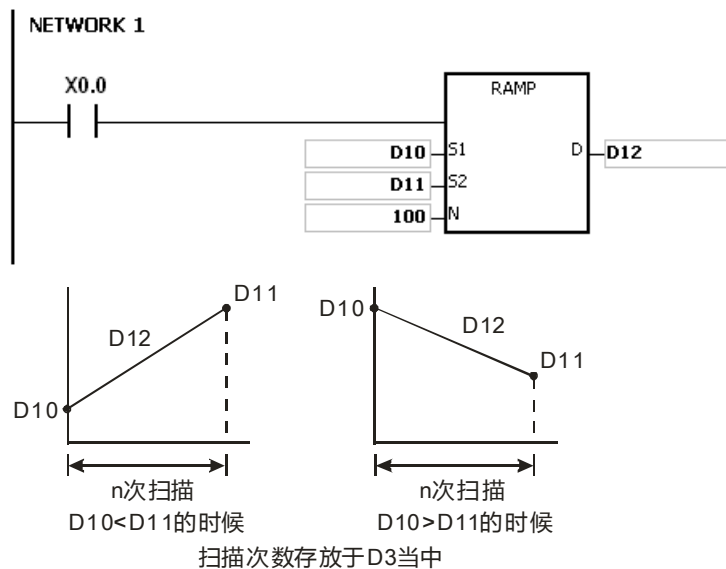 NETWORK 1
X0.0
RAMP
D10 S1 D D12
D11 S2
100 N
D11
D12
D10
D10
D12
D11
n次扫描
n次扫描
D10<D11的时候
D10>D11的时候
扫描次数存放于D3当中